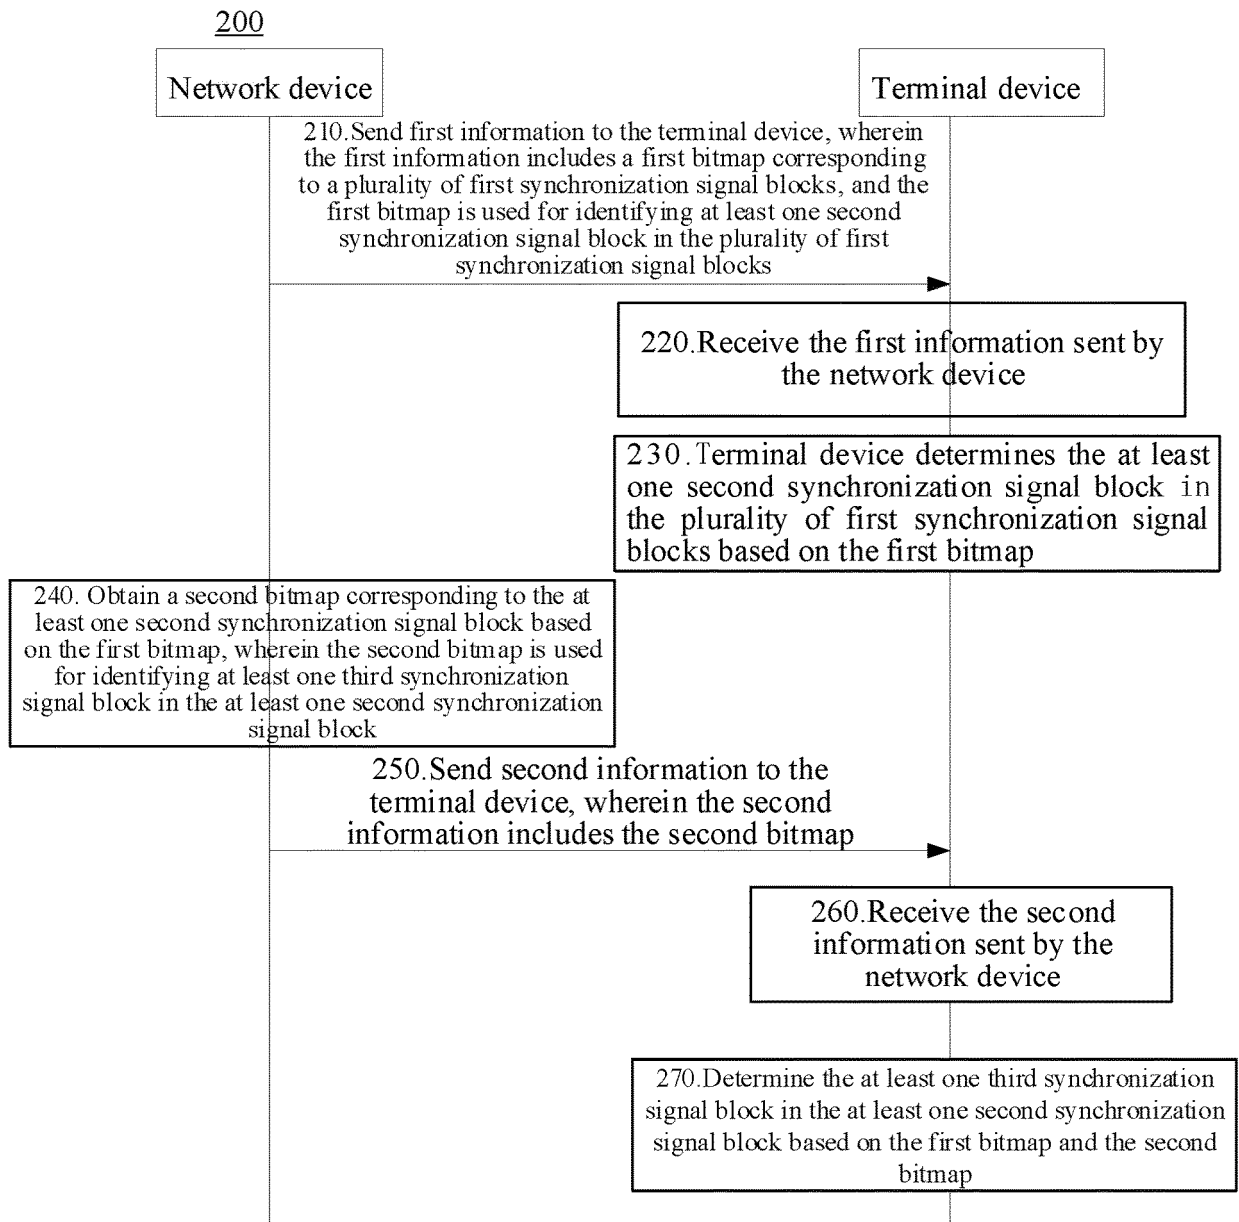 200
Network device
Terminal device
210.Send first information to the terminal device, wherein
the first information includes a first bitmap corresponding
to a plurality of first synchronization signal blocks, and the
first bitmap is used for identifying at least one second
synchronization signal block in the plurality of first
synchronization signal blocks
220.Receive the first information sent by
the network device
230.Terminal device determines the at least
one second synchronization signal block in
the plurality of first synchronization signal
blocks based on the first bitmap
240. Obtain a second bitmap corresponding to the at
least one second synchronization signal block based
on the first bitmap, wherein the second bitmap is used
for identifying at least one third synchronization
signal block in the at least one second synchronization
signal block
250.Send second information to the
terminal device, wherein the second
information includes the second bitmap
260.Receive the second
information sent by the
network device
270.Determine the at least one third synchronization
signal block in the at least one second synchronization
signal block based on the first bitmap and the second
bitmap